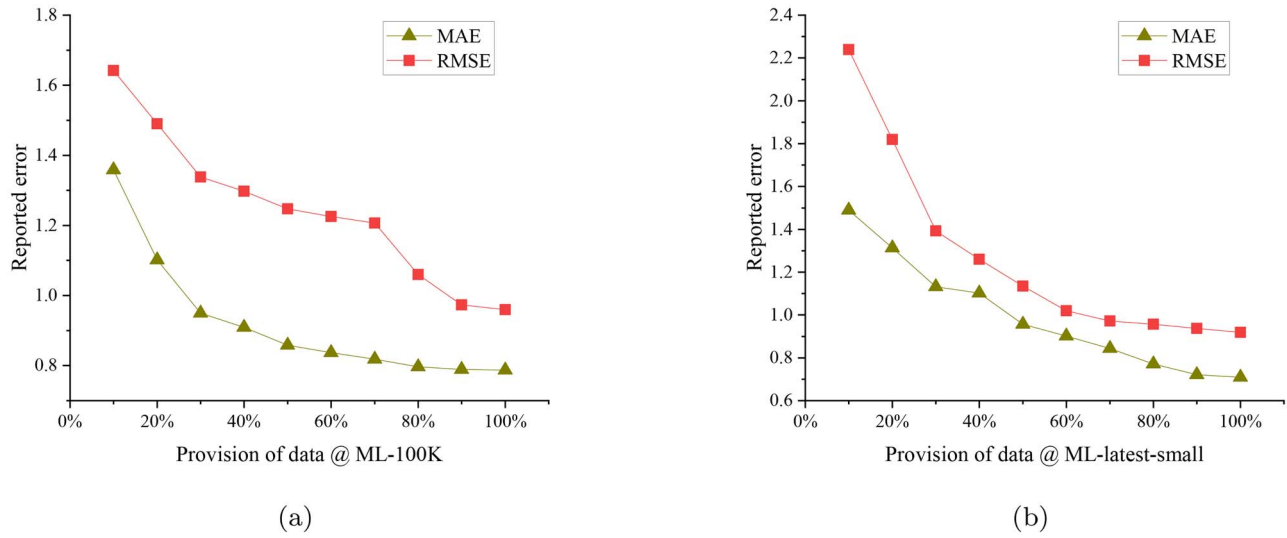 1.8
1.6
1.4
1.2
1.0
0.8
Reported error
MAE
RMSE
0%
20%
40%
60%
80%
100%
Provision of data @ ML-100K
(a)
2.4
2.2
2.0
1.8
1.6
1.4
1.2
1.0
0.8
0.6
Reported error
MAE
RMSE
0%
20%
40%
60%
80%
100%
Provision of data @ ML-latest-small
(b)